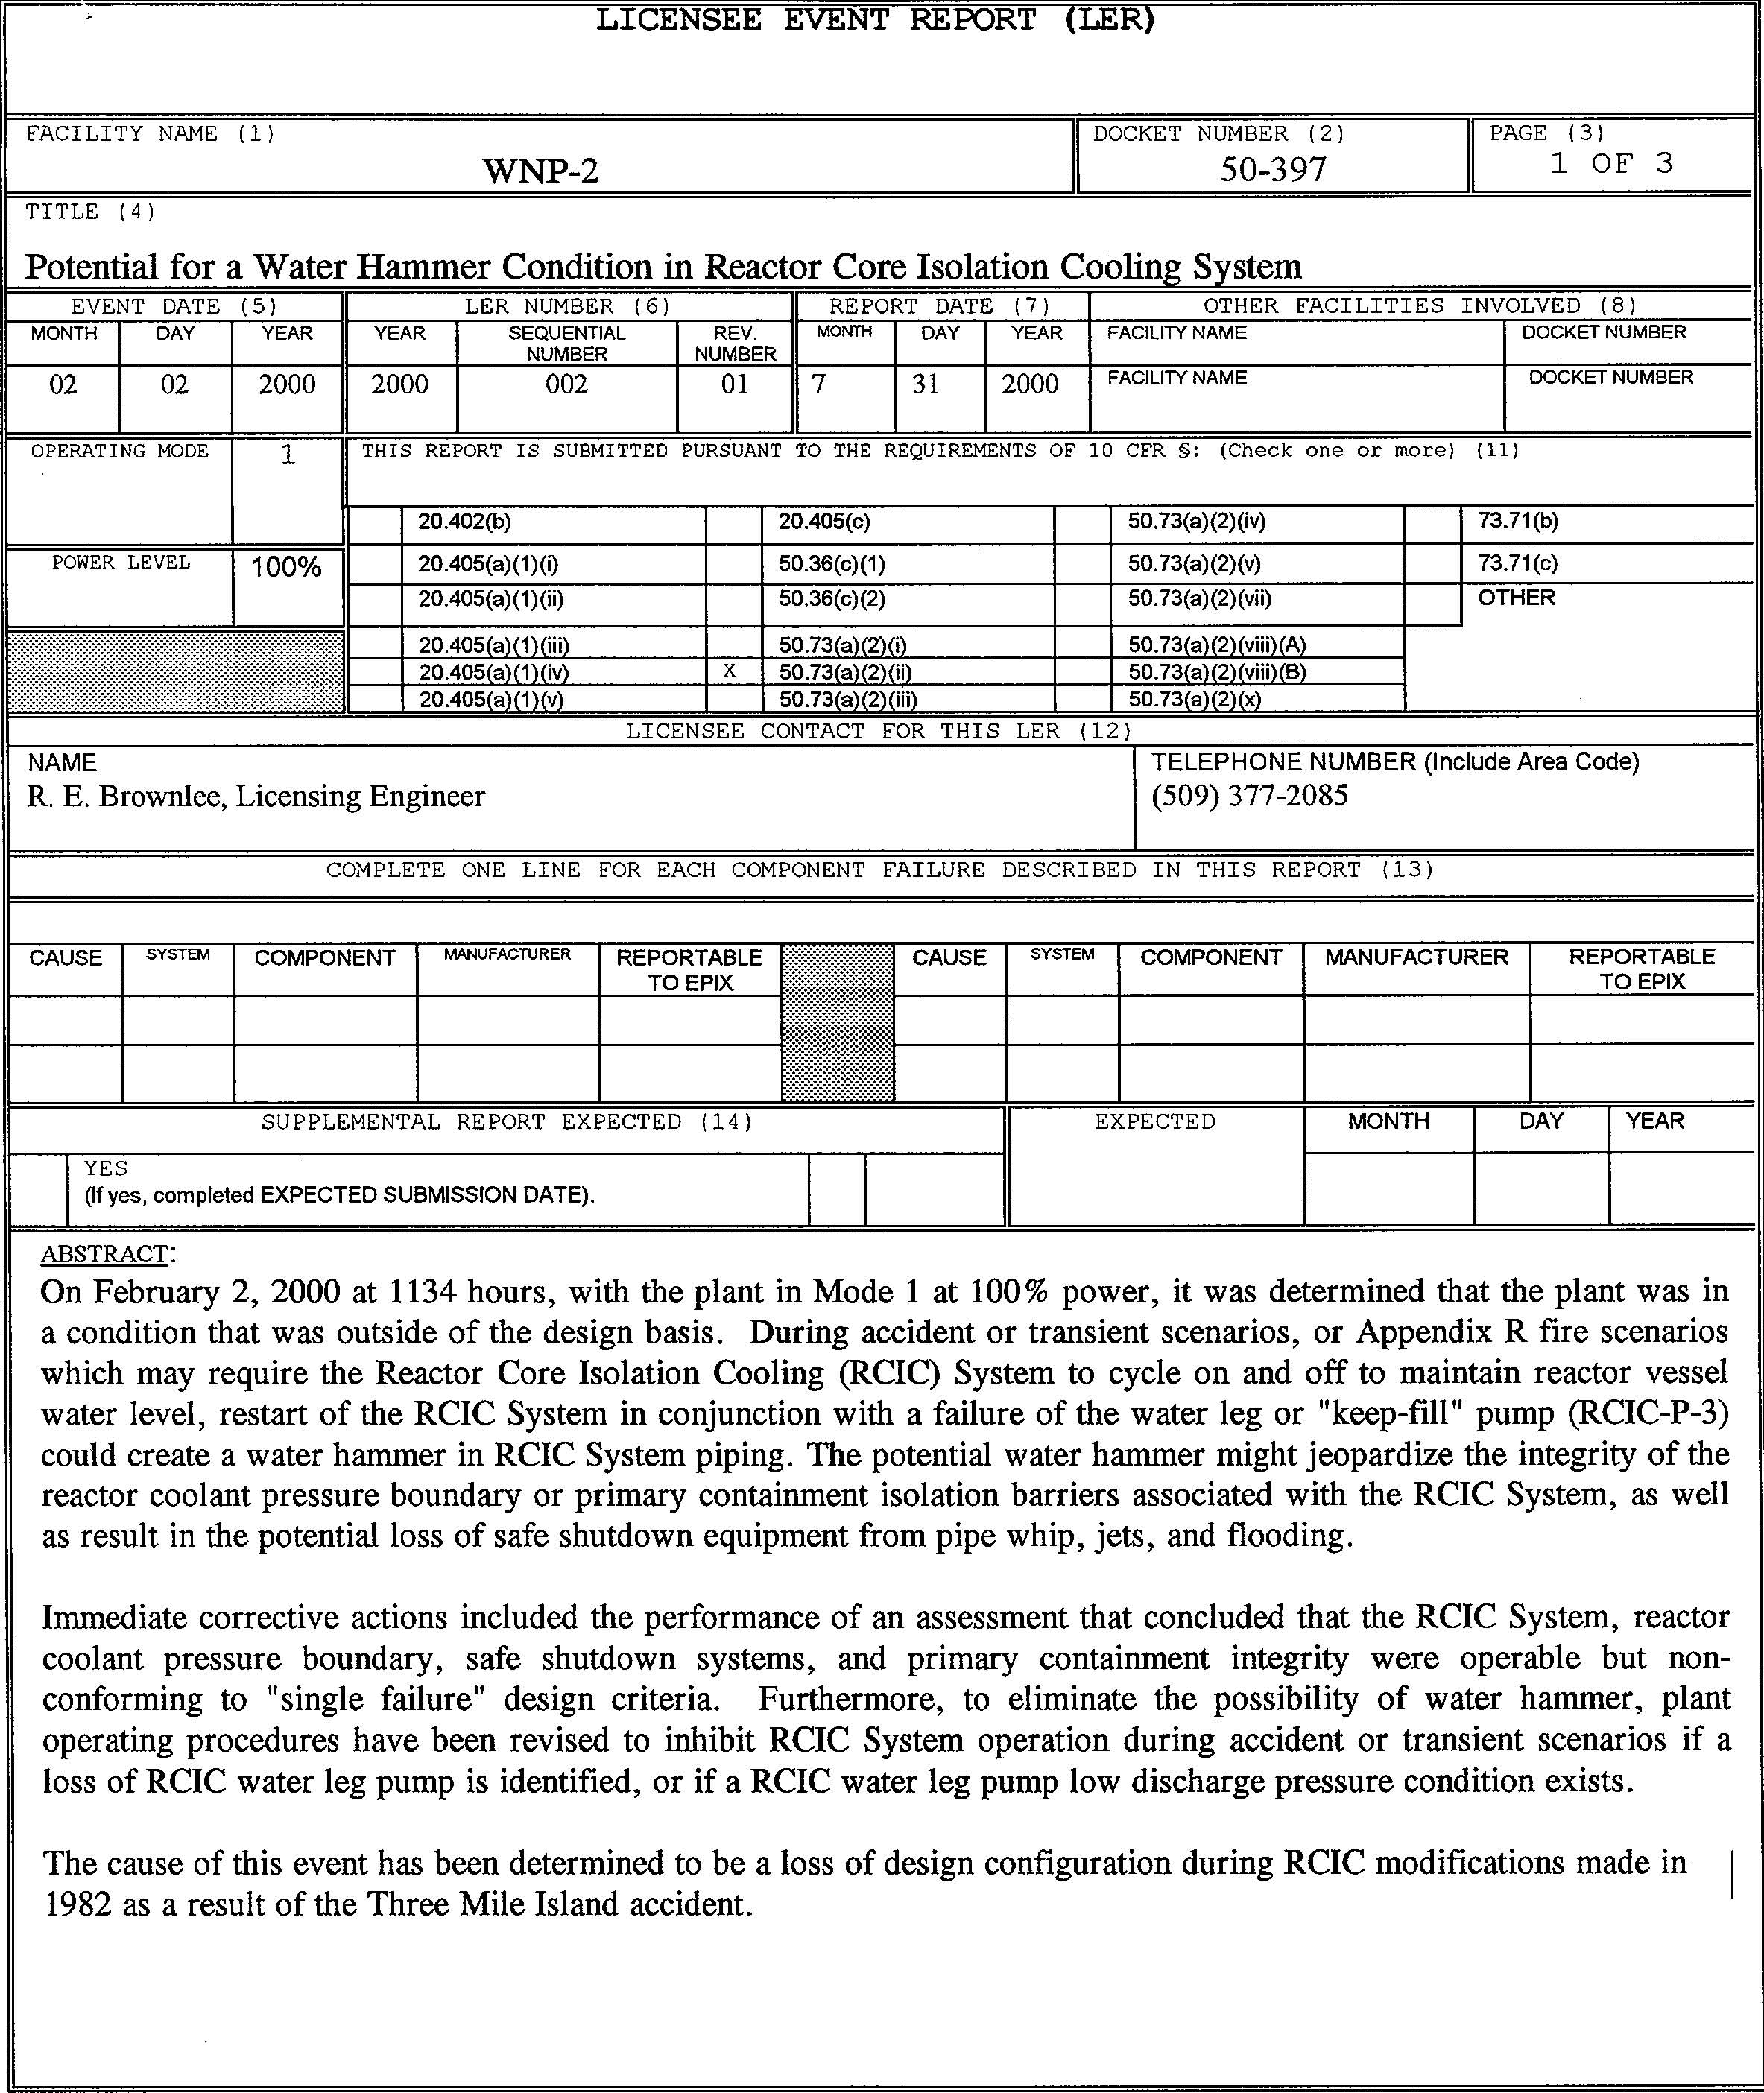 LICENSEE EVENT REPORT (LER)
FACILITY NAME (1)
WNP-2
DOCKET NUMBER (2)
50-397
PAGE (3)
1 OF 3
TITLE (4)
Potential for a Water Hammer Condition in Reactor Core Isolation Cooling System
EVENT DATE (5) LER NUMBER (6) REPORT DATE (7) OTHER FACILITIES INVOLVED (8)
MONTH DAY YEAR YEAR SEQUENTIAL NUMBER REV. NUMBER MONTH DAY YEAR FACILITY NAME DOCKET NUMBER
02 02 2000 2000 002 01 7 31 2000 FACILITY NAME DOCKET NUMBER
OPERATING MODE 1 THIS REPORT IS SUBMITTED PURSUANT TO THE REQUIREMENTS OF 10 CFR §: (Check one or more) (11)
20.402(b) 20.405(c) 50.73(a)(2)(iv) 73.71(b)
POWER LEVEL 100% 20.405(a)(1)(i) 50.36(c)(1) 50.73(a)(2)(v) 73.71(c)
20.405(a)(1)(ii) 50.36(c)(2) 50.73(a)(2)(vii) OTHER
20.405(a)(1)(iii) 50.73(a)(2)(i) 50.73(a)(2)(viii)(A)
20.405(a)(1)(iv) X 50.73(a)(2)(ii) 50.73(a)(2)(viii)(B)
20.405(a)(1)(v) 50.73(a)(2)(iii) 50.73(a)(2)(x)
LICENSEE CONTACT FOR THIS LER (12)
NAME TELEPHONE NUMBER (Include Area Code)
R. E. Brownlee, Licensing Engineer (509) 377-2085
COMPLETE ONE LINE FOR EACH COMPONENT FAILURE DESCRIBED IN THIS REPORT (13)
CAUSE SYSTEM COMPONENT MANUFACTURER REPORTABLE TO EPIX CAUSE SYSTEM COMPONENT MANUFACTURER REPORTABLE TO EPIX
SUPPLEMENTAL REPORT EXPECTED (14) EXPECTED MONTH DAY YEAR
YES
(If yes, completed EXPECTED SUBMISSION DATE).
ABSTRACT:
On February 2, 2000 at 1134 hours, with the plant in Mode 1 at 100% power, it was determined that the plant was in
a condition that was outside of the design basis. During accident or transient scenarios, or Appendix R fire scenarios
which may require the Reactor Core Isolation Cooling (RCIC) System to cycle on and off to maintain reactor vessel
water level, restart of the RCIC System in conjunction with a failure of the water leg or "keep-fill" pump (RCIC-P-3)
could create a water hammer in RCIC System piping. The potential water hammer might jeopardize the integrity of the
reactor coolant pressure boundary or primary containment isolation barriers associated with the RCIC System, as well
as result in the potential loss of safe shutdown equipment from pipe whip, jets, and flooding.
Immediate corrective actions included the performance of an assessment that concluded that the RCIC System, reactor
coolant pressure boundary, safe shutdown systems, and primary containment integrity were operable but non-
conforming to "single failure" design criteria. Furthermore, to eliminate the possibility of water hammer, plant
operating procedures have been revised to inhibit RCIC System operation during accident or transient scenarios if a
loss of RCIC water leg pump is identified, or if a RCIC water leg pump low discharge pressure condition exists.
The cause of this event has been determined to be a loss of design configuration during RCIC modifications made in
1982 as a result of the Three Mile Island accident.